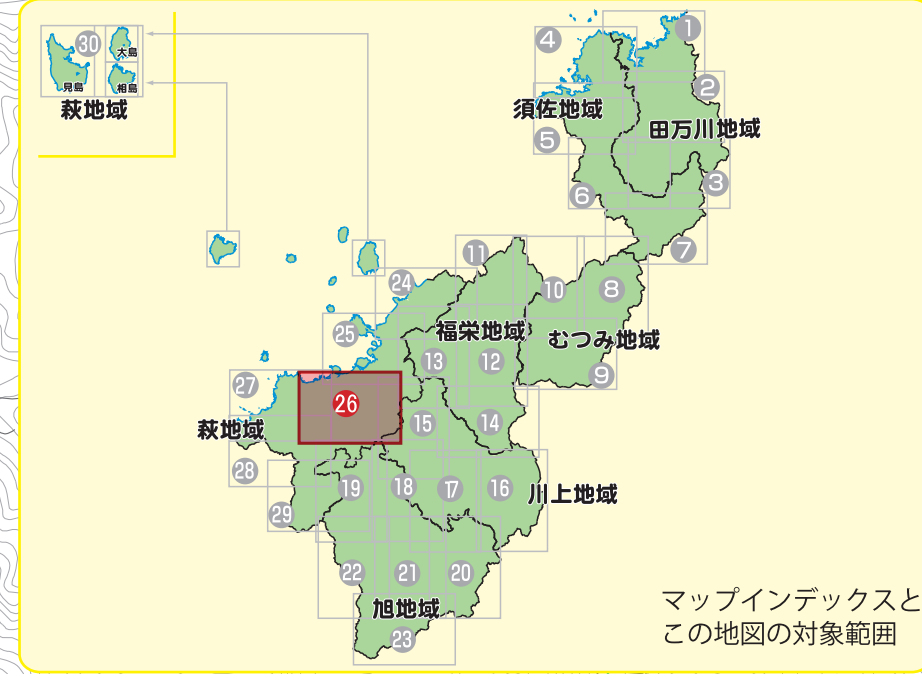 30
大島
見島
相島
萩地域
4
1
2
須佐地域
田万川地域
5
3
6
7
11
24
10
8
25
福栄地域
むつみ地域
13
12
9
27
26
萩地域
15
14
28
19
18
17
16
川上地域
29
22
21
20
旭地域
23
マップインデックスと
この地図の対象範囲